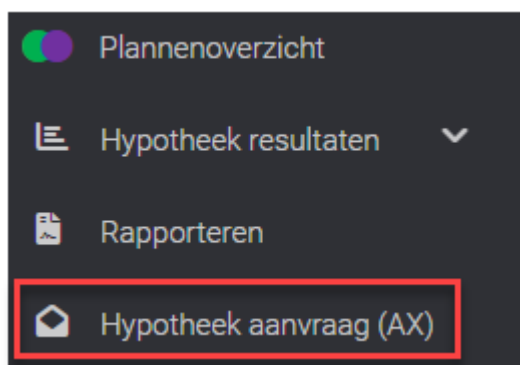 Plannenoverzicht
Hypotheek resultaten
Rapporteren
Hypotheek aanvraag (AX)